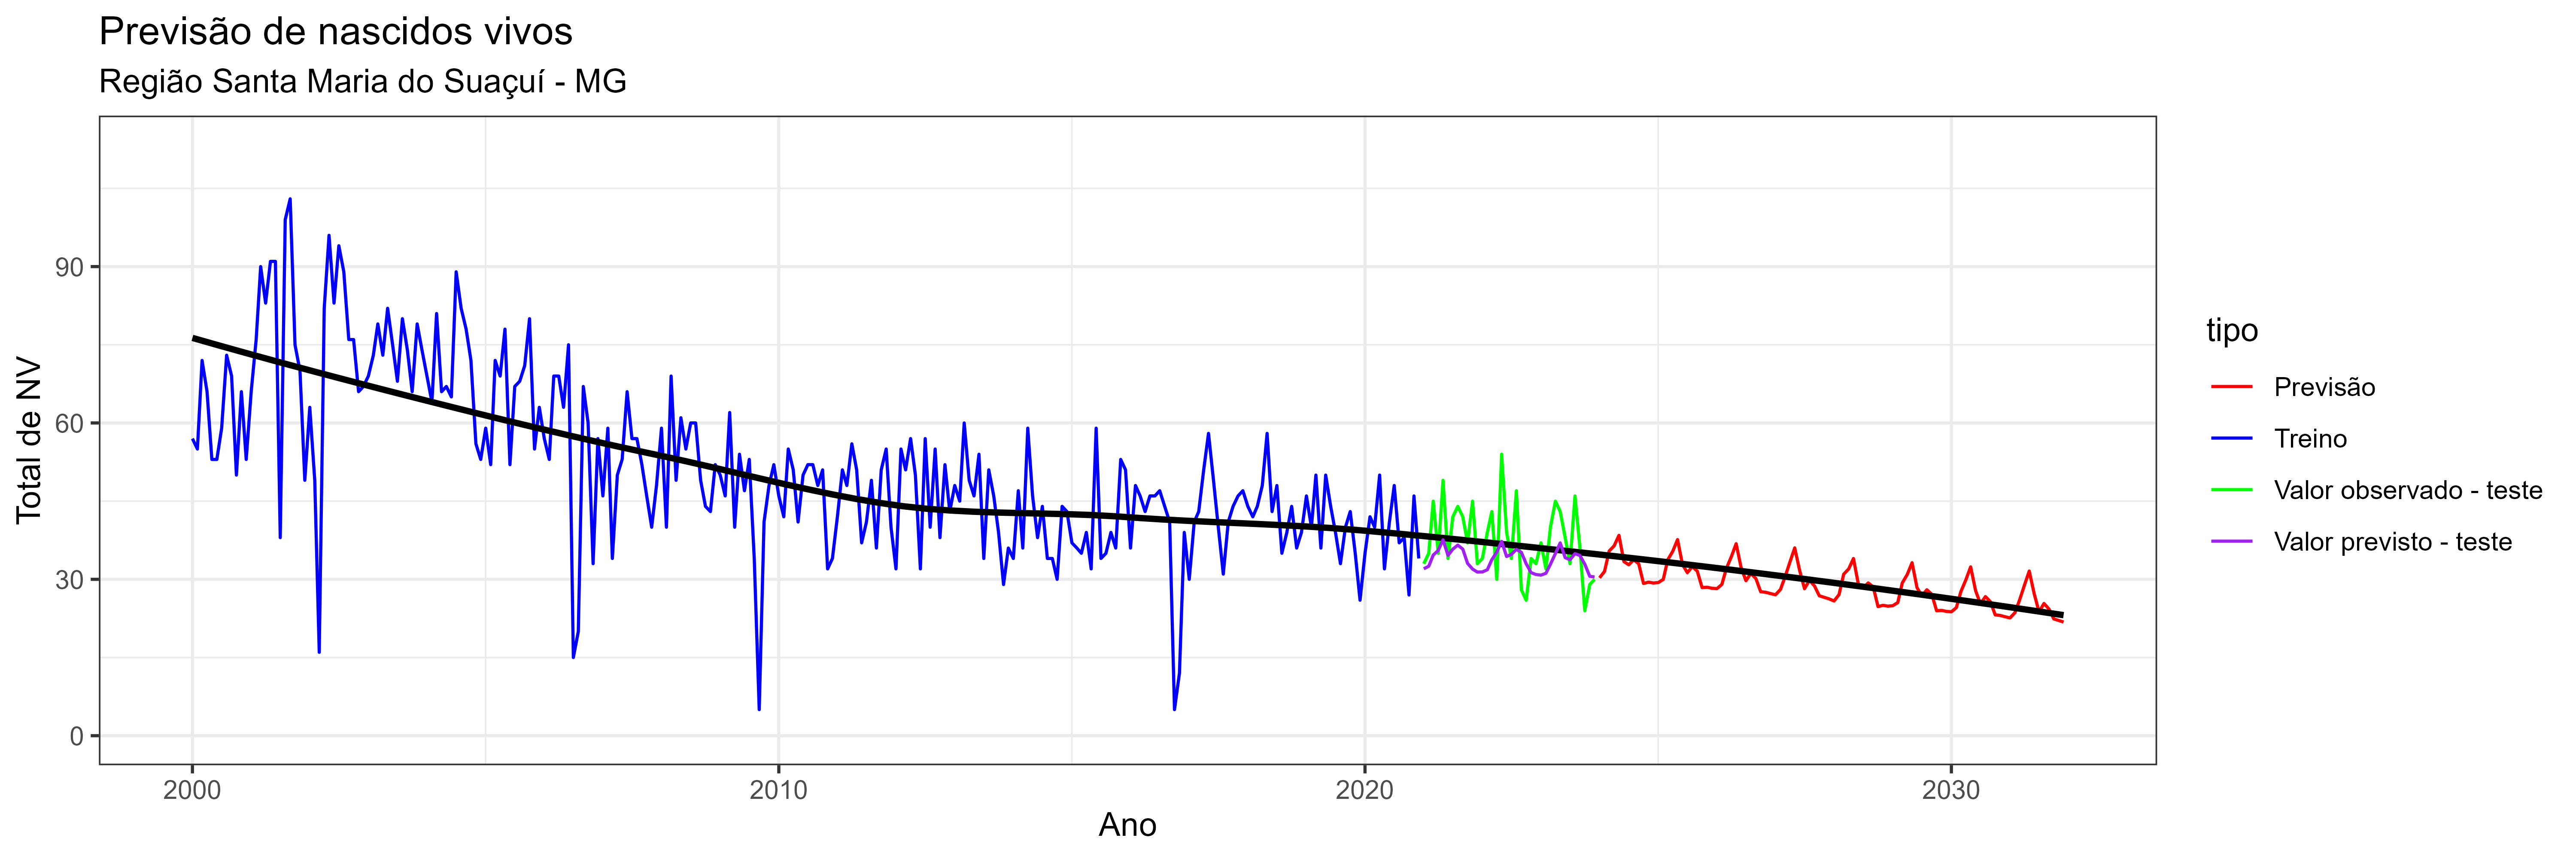 Previsão de nascidos vivos
Região Santa Maria do Suaçuí - MG
Total de NV
90
60
30
0
2000
2010
2020
2030
Ano
tipo
Previsão
Treino
Valor observado - teste
Valor previsto - teste